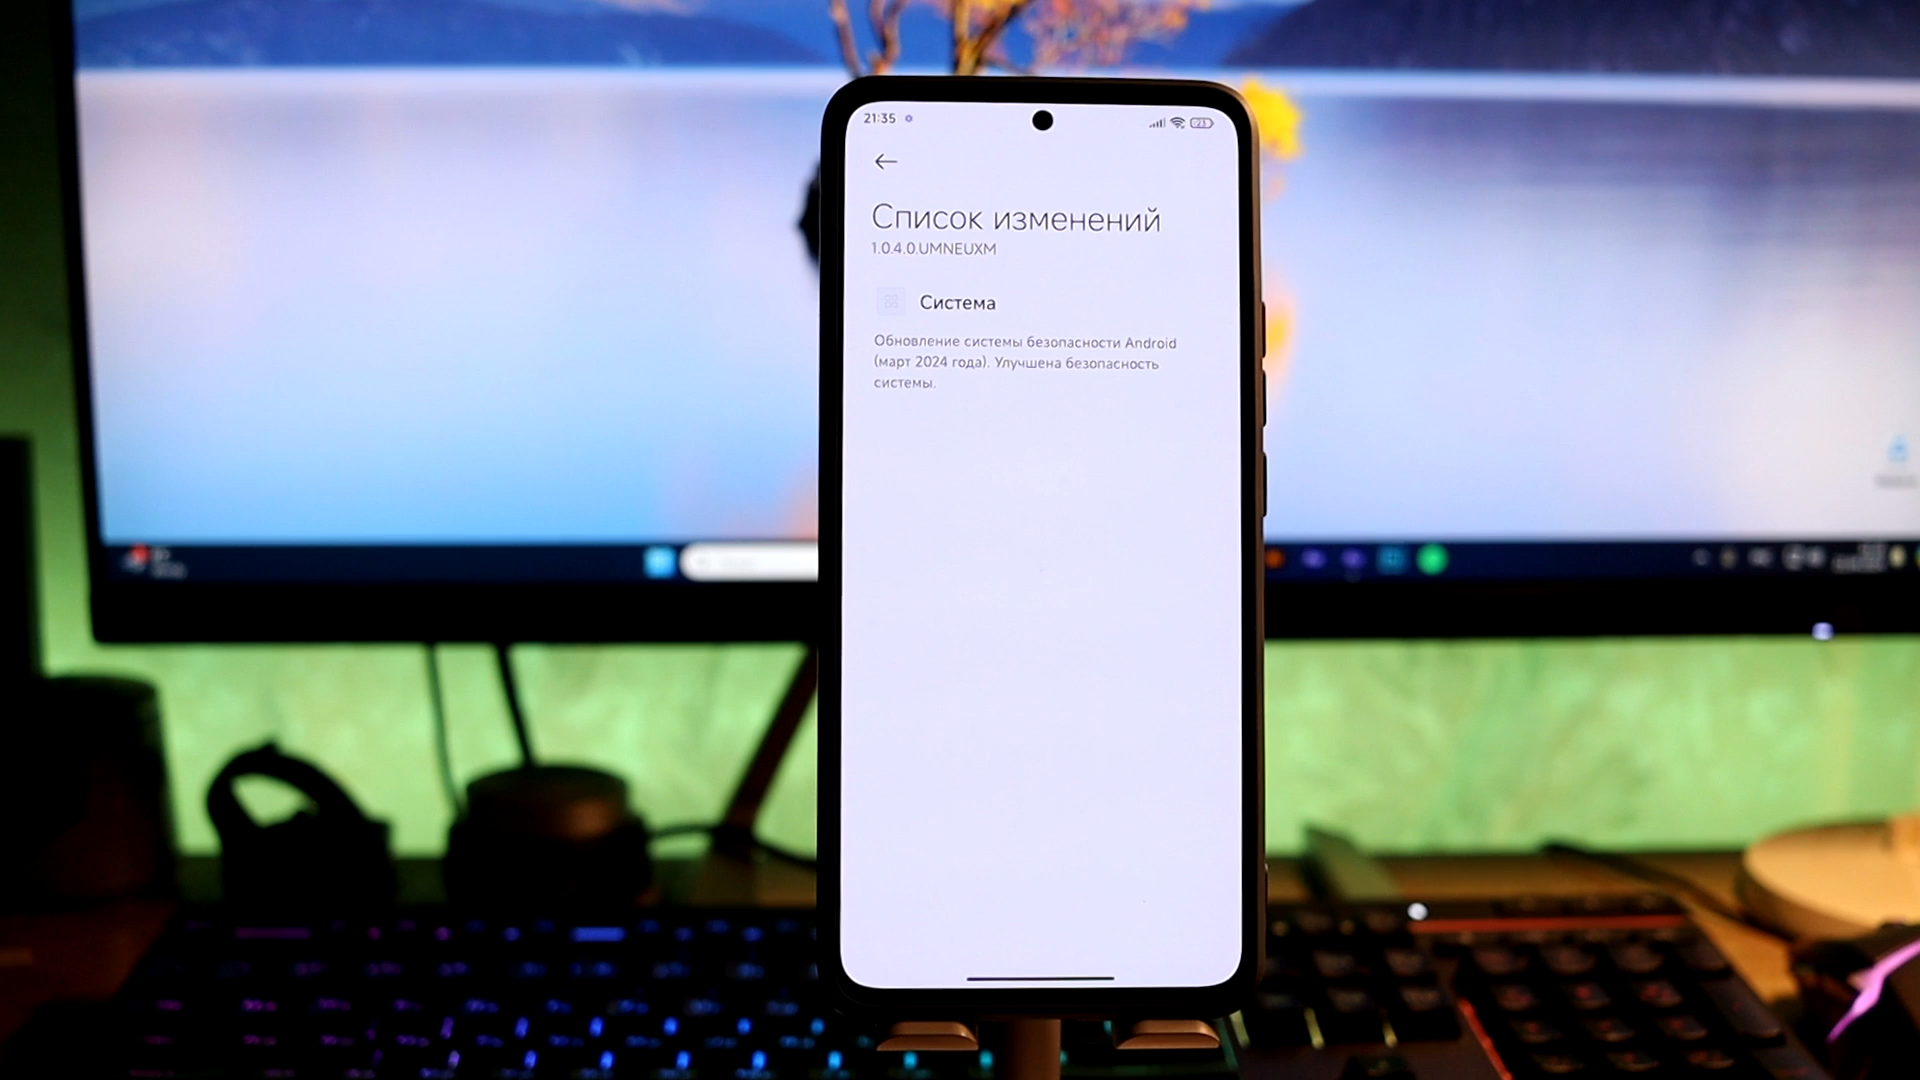 21:35
23
Список изменений
1.0.4.0.UMNEUXM
Система
Обновление системы безопасности Android
(март 2024 года). Улучшена безопасность
системы.